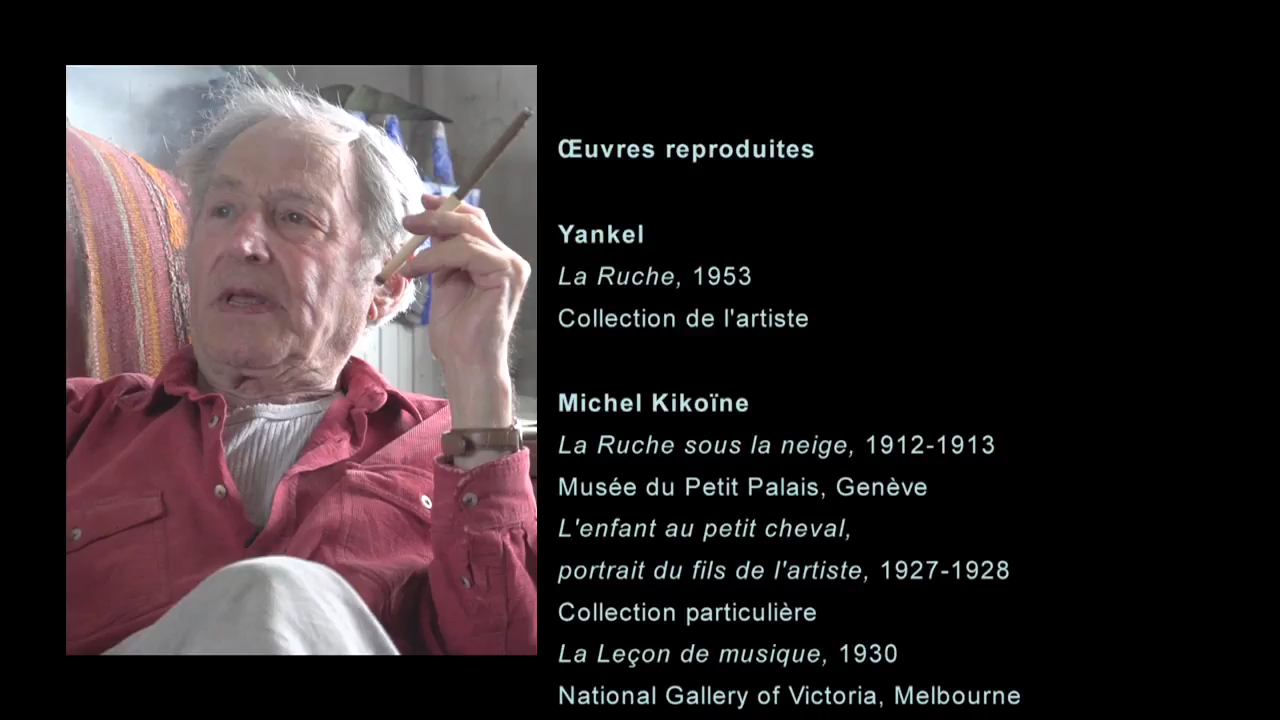 Œuvres reproduites
Yankel
La Ruche, 1953
Collection de l'artiste
Michel Kikoïne
La Ruche sous la neige, 1912-1913
Musée du Petit Palais, Genève
L'enfant au petit cheval,
portrait du fils de l'artiste, 1927-1928
Collection particulière
La Leçon de musique, 1930
National Gallery of Victoria, Melbourne